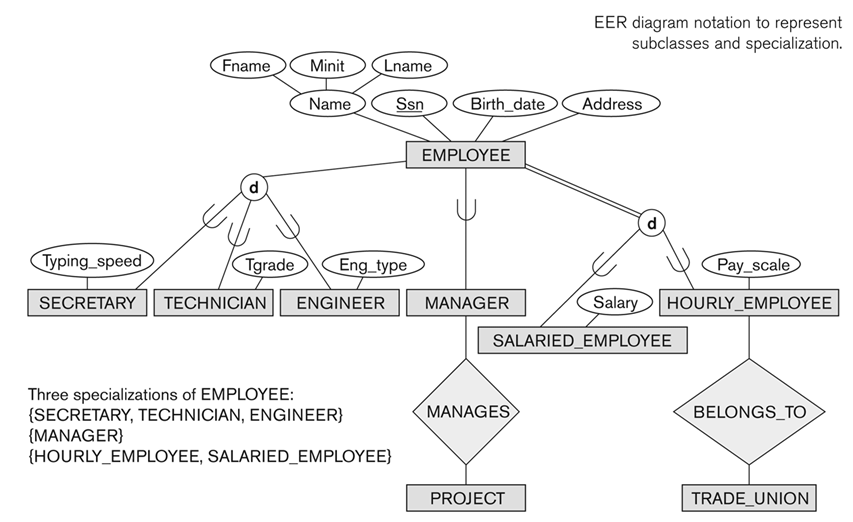 EER diagram notation to represent
subclasses and specialization.
Fname
Minit
Lname
Name
Ssn
Birth_date
Address
EMPLOYEE
d
d
Typing_speed
Tgrade
Eng_type
Pay_scale
SECRETARY
TECHNICIAN
ENGINEER
MANAGER
Salary
HOURLY_EMPLOYEE
SALARIED_EMPLOYEE
Three specializations of EMPLOYEE:
{SECRETARY, TECHNICIAN, ENGINEER}
{MANAGER}
{HOURLY_EMPLOYEE, SALARIED_EMPLOYEE}
MANAGES
BELONGS_TO
PROJECT
TRADE_UNION